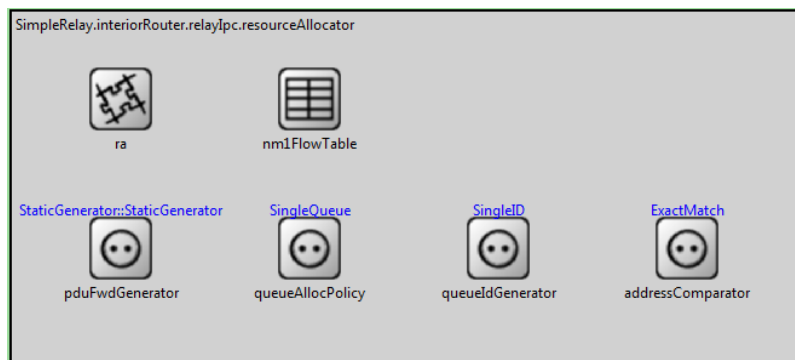 SimpleRelay.interiorRouter.relayIpc.resourceAllocator
ra nm1FlowTable
StaticGenerator::StaticGenerator SingleQueue SingleID ExactMatch
pduFwdGenerator queueAllocPolicy queueIdGenerator addressComparator